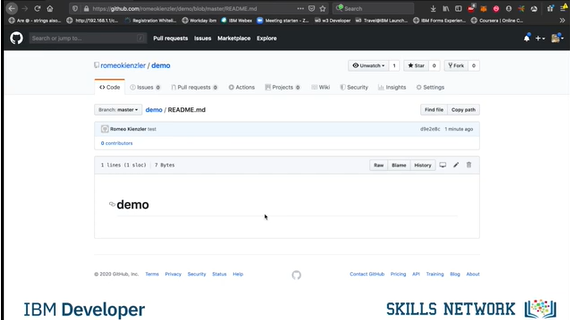 https://github.com/romeokienzler/demo/blob/master/README.md
Search
Are @ - strings also...
http://192.168.1/
Registration Whitelist
Workday ibm
IBM Webex
Meeting starten - Z...
w3 Developer
Travel@IBM Launch...
IBM Forms Experien...
Coursera | Online C...
Search or jump to...
Pull requests Issues Marketplace Explore
romeokienzler / demo
Unwatch 1 Star 0 Fork 0
Code Issues 0 Pull requests 0 Actions Projects 0 Wiki Security Insights Settings
Branch: master demo / README.md Find file Copy path
Romeo Kienzler test d9e2e8c 1 minute ago
0 contributors
1 lines (1 sloc) 7 Bytes Raw Blame History
demo
© 2020 GitHub, Inc. Terms Privacy Security Status Help Contact GitHub Pricing API Training Blog About
IBM Developer
SKILLS NETWORK